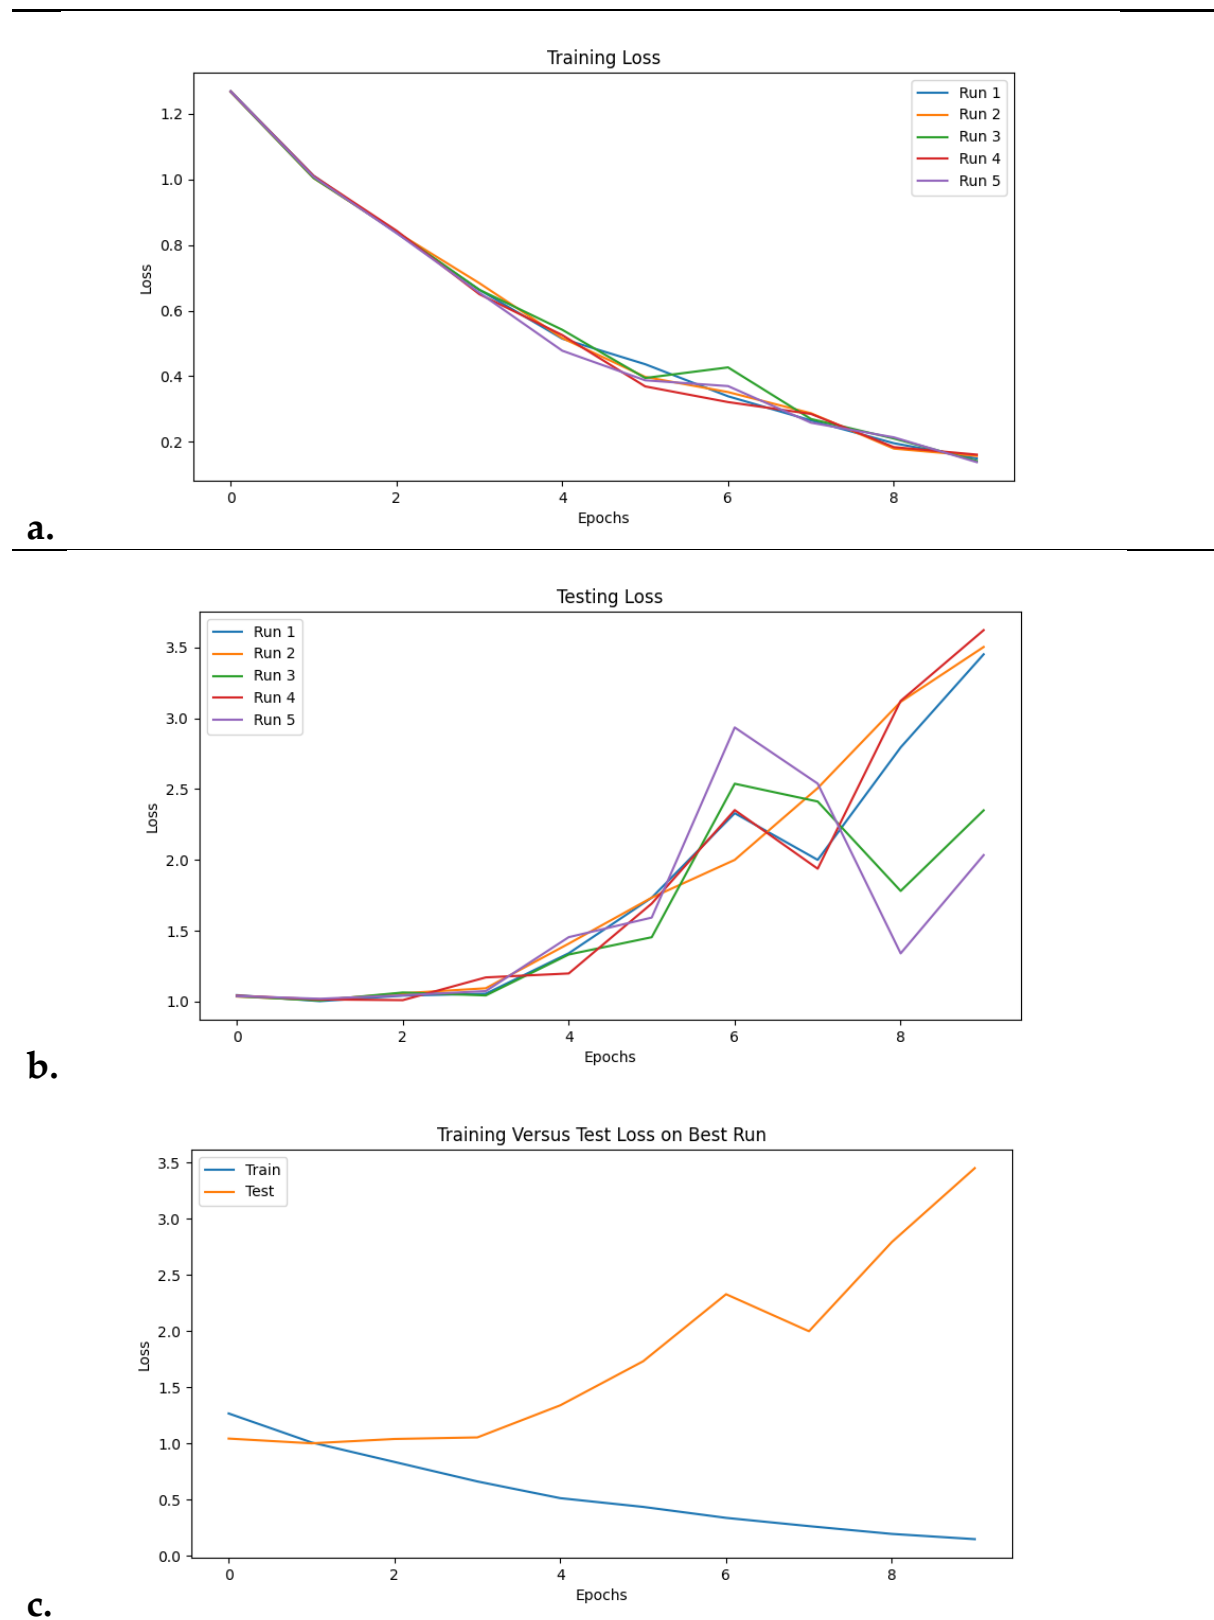 Training Loss
Run 1
Run 2
Run 3
Run 4
Run 5
1.2
1.0
0.8
0.6
0.4
0.2
Loss
0 2 4 6 8
Epochs
a.
Testing Loss
Run 1
Run 2
Run 3
Run 4
Run 5
3.5
3.0
2.5
2.0
1.5
1.0
Loss
0 2 4 6 8
Epochs
b.
Training Versus Test Loss on Best Run
Train
Test
3.5
3.0
2.5
2.0
1.5
1.0
0.5
0.0
Loss
0 2 4 6 8
Epochs
c.